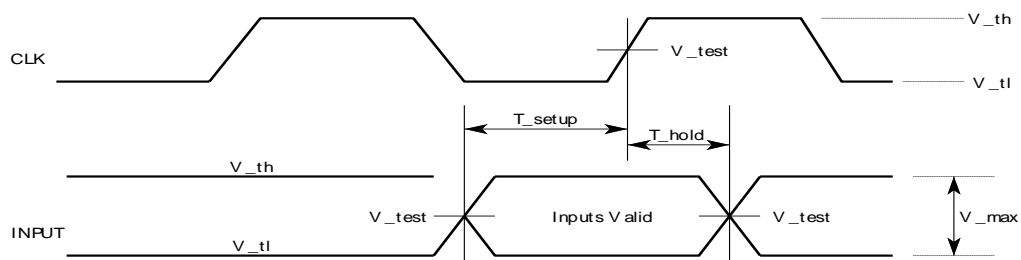 V_th
CLK
V_test
V_tl
T_setup
T_hold
V_th
V_test
Inputs Valid
V_test
V_max
INPUT
V_tl